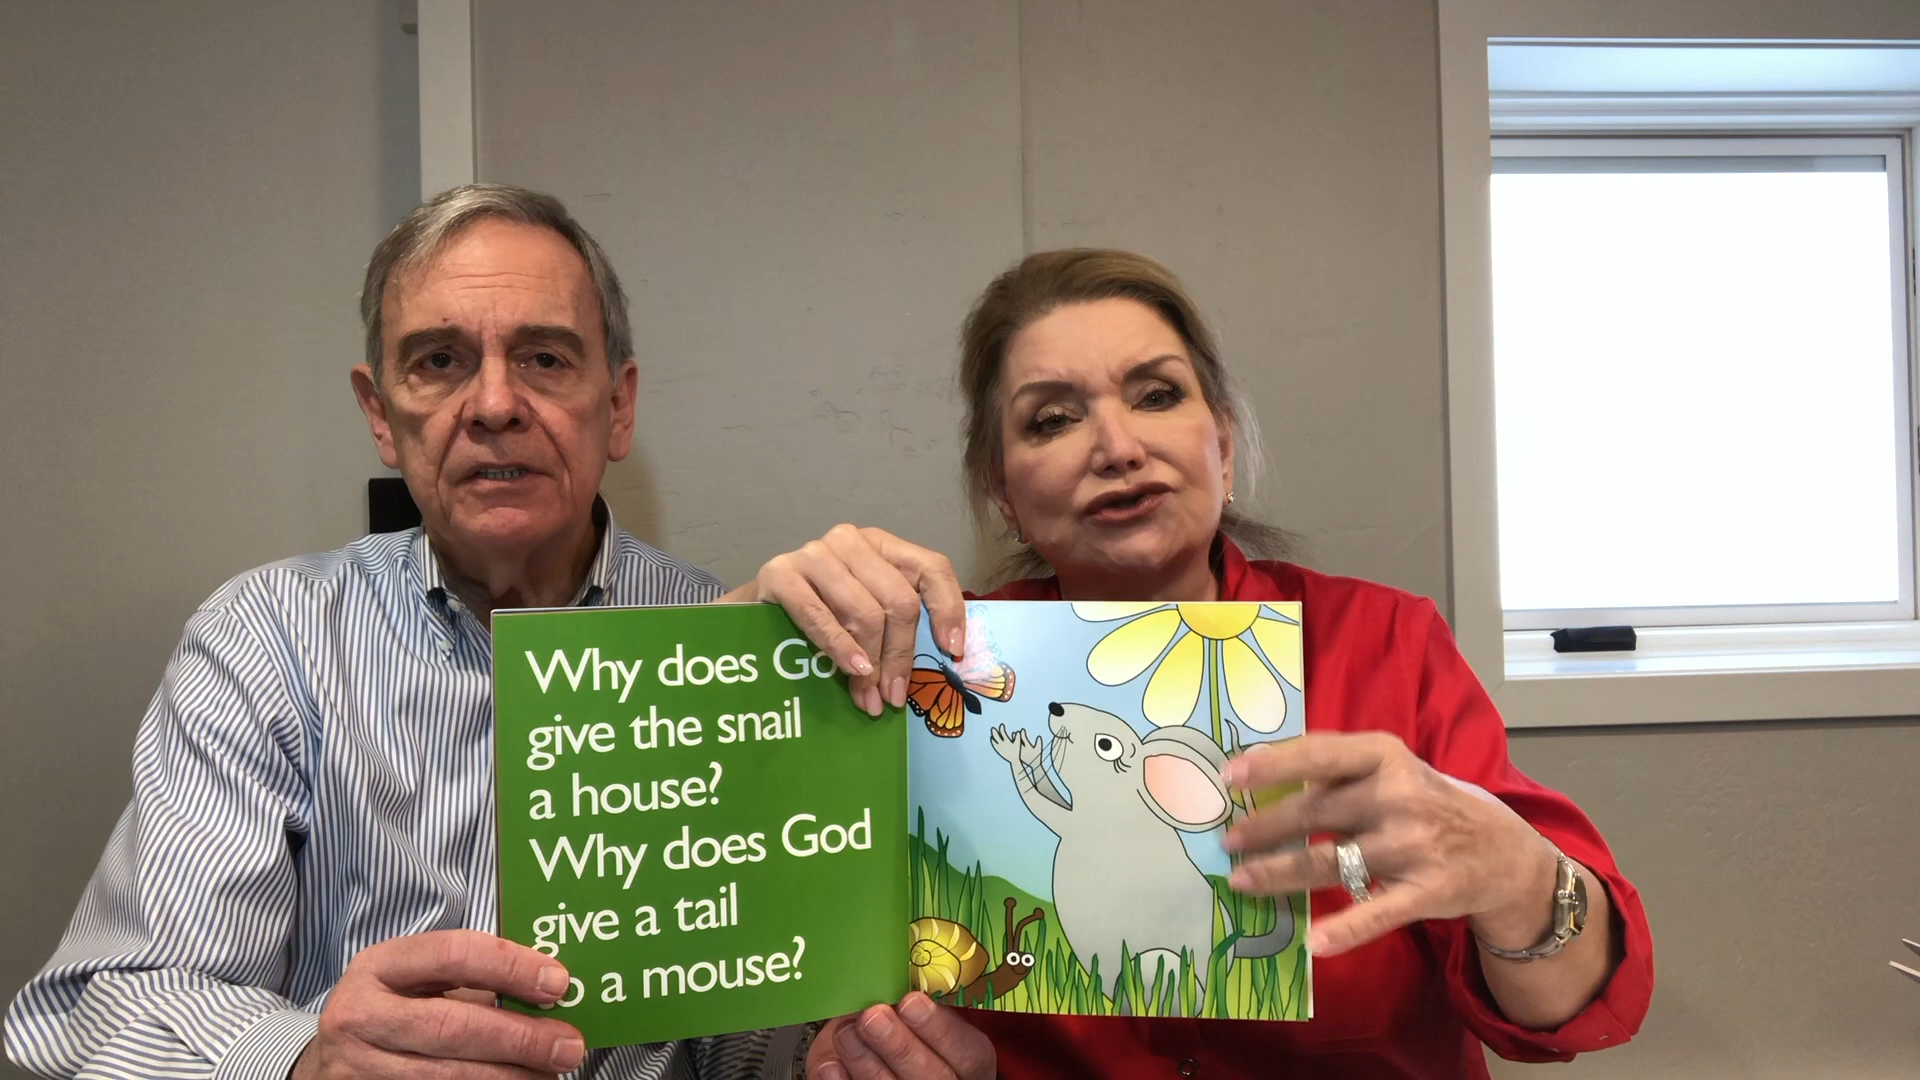 Why does Go
give the snail
a house?
Why does God
give a tail
o a mouse?